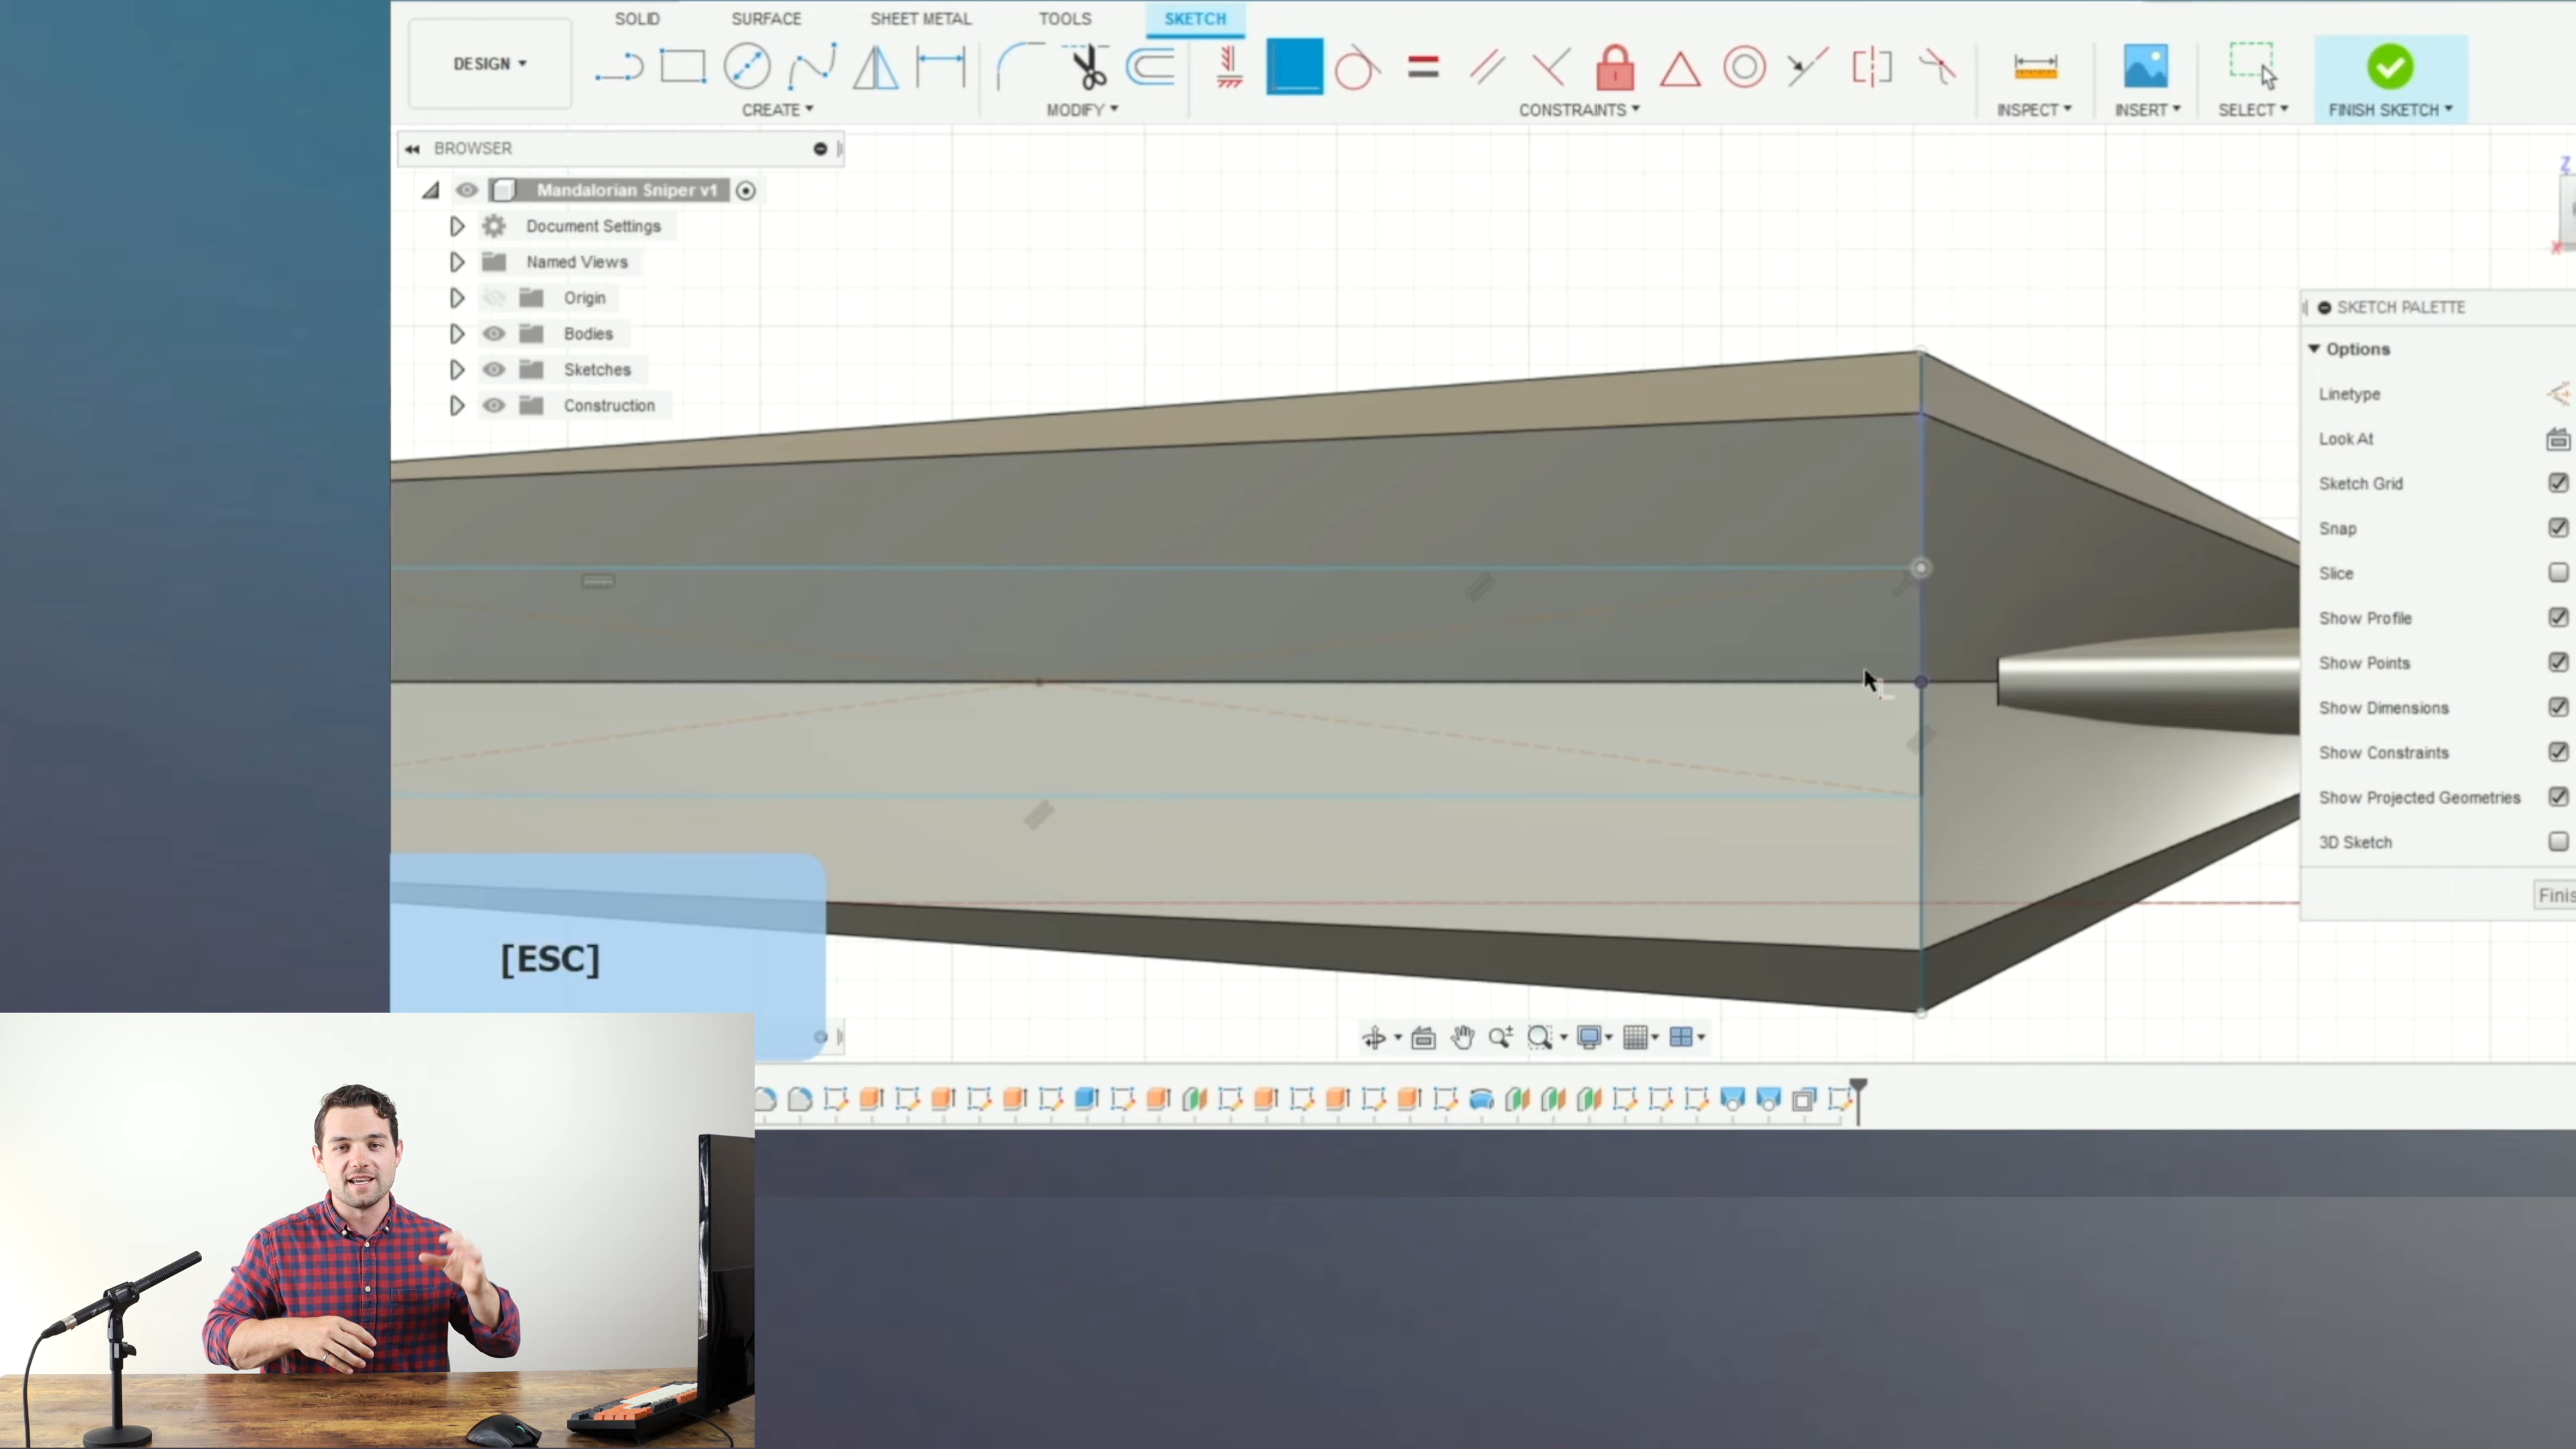 SOLID SURFACE SHEET METAL TOOLS SKETCH
DESIGN
CREATE MODIFY CONSTRAINTS INSPECT INSERT SELECT FINISH SKETCH
BROWSER
Mandalorian Sniper v1
Document Settings
Named Views
Origin
Bodies
Sketches
Construction
Z
X
SKETCH PALETTE
Options
Linetype
Look At
Sketch Grid
Snap
Slice
Show Profile
Show Points
Show Dimensions
Show Constraints
Show Projected Geometries
3D Sketch
Finis
[ESC]